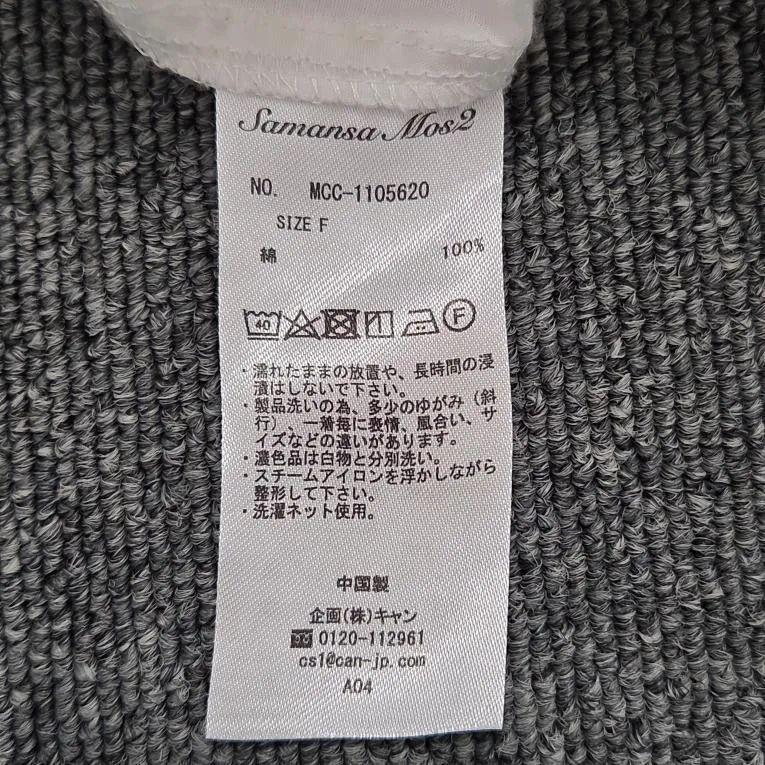 Samansa Mos2
NO. MCC-1105620
SIZE F
綿 100%
40 F
・濡れたままの放置や、長時間の浸
漬はしないで下さい。
・製品洗いの為、多少のゆがみ（斜
行）、一着毎に表情、風合い、サ
イズなどの違いがあります。
・濃色品は白物と分別洗い。
・スチームアイロンを浮かしながら
整形して下さい。
・洗濯ネット使用。
中国製
企画(株)キャン
☎ 0120-112961
cs1@can-jp.com
A04